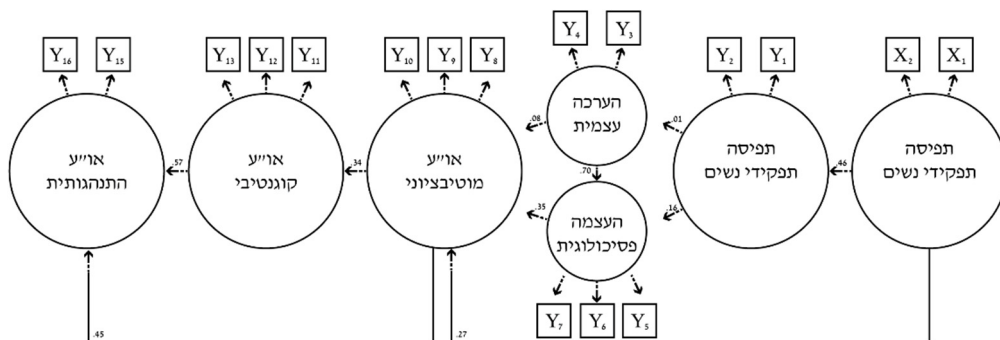 X₁
X₂
תפיסה
תפקידי נשים
.46
Y₁
Y₂
תפיסה
תפקידי נשים
.01
.16
Y₃
Y₄
הערכה
עצמית
.70
העצמה
פסיכולוגית
Y₅
Y₆
Y₇
.08
.35
Y₈
Y₉
Y₁₀
או״ע
מוטיבציוני
.27
.34
Y₁₁
Y₁₂
Y₁₃
או״ע
קוגנטיבי
.57
Y₁₅
Y₁₆
או״ע
התנהגותית
.45